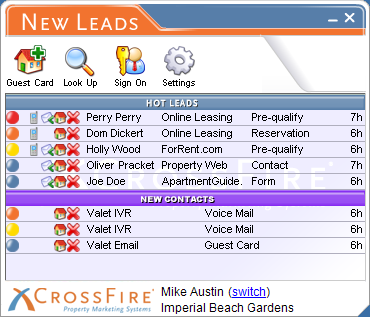 New Leads
Guest Card Look Up Sign On Settings
HOT LEADS
Perry Perry Online Leasing Pre-qualify 7h
Dom Dickert Online Leasing Reservation 6h
Holly Wood ForRent.com Pre-qualify 6h
Oliver Pracket Property Web Contact 7h
Joe Doe ApartmentGuide. Form 6h
NEW CONTACTS
Valet IVR Voice Mail 6h
Valet IVR Voice Mail 6h
Valet Email Guest Card 6h
CROSSFIRE®
Property Marketing Systems
Mike Austin (switch)
Imperial Beach Gardens